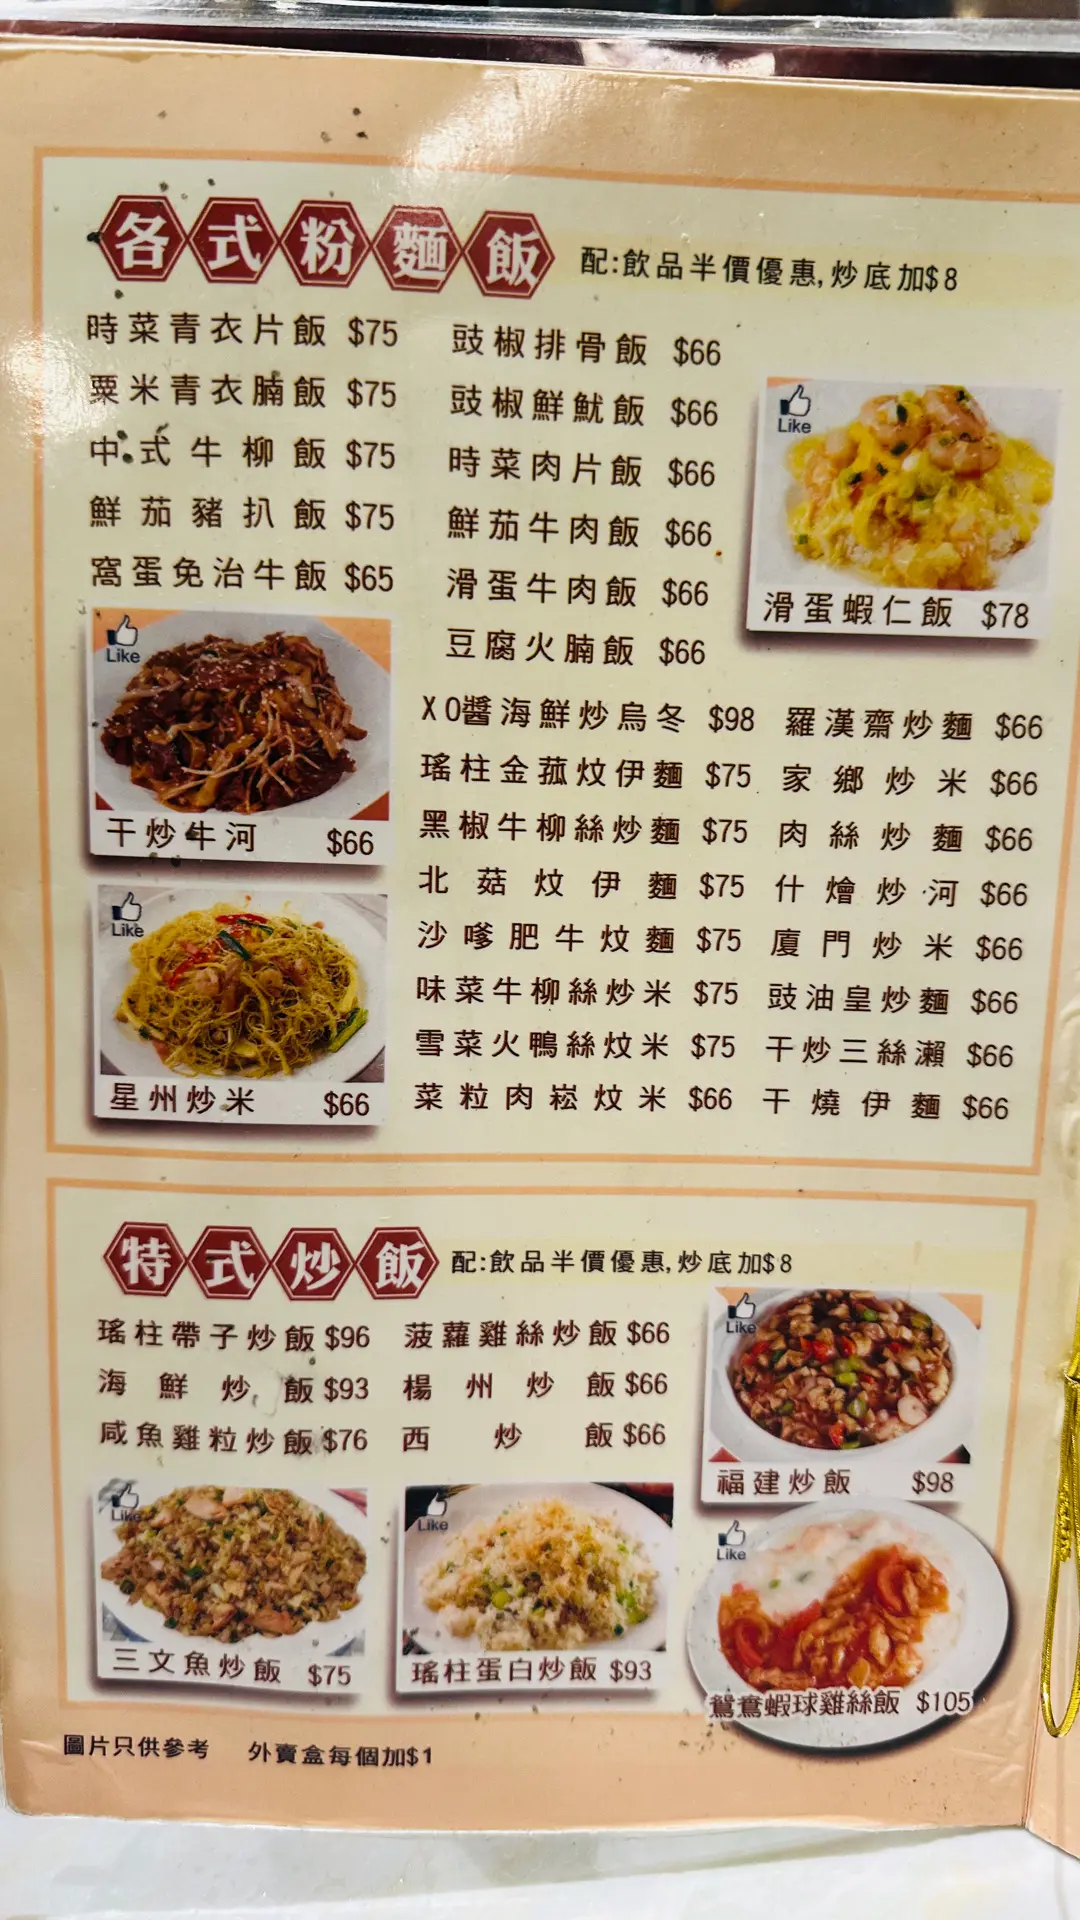 各式粉麵飯 配:飲品半價優惠,炒底加$8
時菜青衣片飯 $75
粟米青衣腩飯 $75
中式牛柳飯 $75
鮮茄豬扒飯 $75
窩蛋免治牛飯 $65
豉椒排骨飯 $66
豉椒鮮魷飯 $66
時菜肉片飯 $66
鮮茄牛肉飯 $66
滑蛋牛肉飯 $66
豆腐火腩飯 $66
Like
滑蛋蝦仁飯 $78
Like
干炒牛河 $66
Like
星州炒米 $66
XO醬海鮮炒烏冬 $98
瑤柱金菰炆伊麵 $75
黑椒牛柳絲炒麵 $75
北菇炆伊麵 $75
沙嗲肥牛炆麵 $75
味菜牛柳絲炒米 $75
雪菜火鴨絲炆米 $75
菜粒肉崧炆米 $66
羅漢齋炒麵 $66
家鄉炒米 $66
肉絲炒麵 $66
什燴炒河 $66
廈門炒米 $66
豉油皇炒麵 $66
干炒三絲瀨 $66
干燒伊麵 $66
特式炒飯 配:飲品半價優惠,炒底加$8
瑤柱帶子炒飯 $96
海鮮炒飯 $93
咸魚雞粒炒飯 $76
菠蘿雞絲炒飯 $66
楊州炒飯 $66
西炒飯 $66
Like
福建炒飯 $98
Like
三文魚炒飯 $75
Like
瑤柱蛋白炒飯 $93
Like
鴛鴦蝦球雞絲飯 $105
圖片只供參考 外賣盒每個加$1